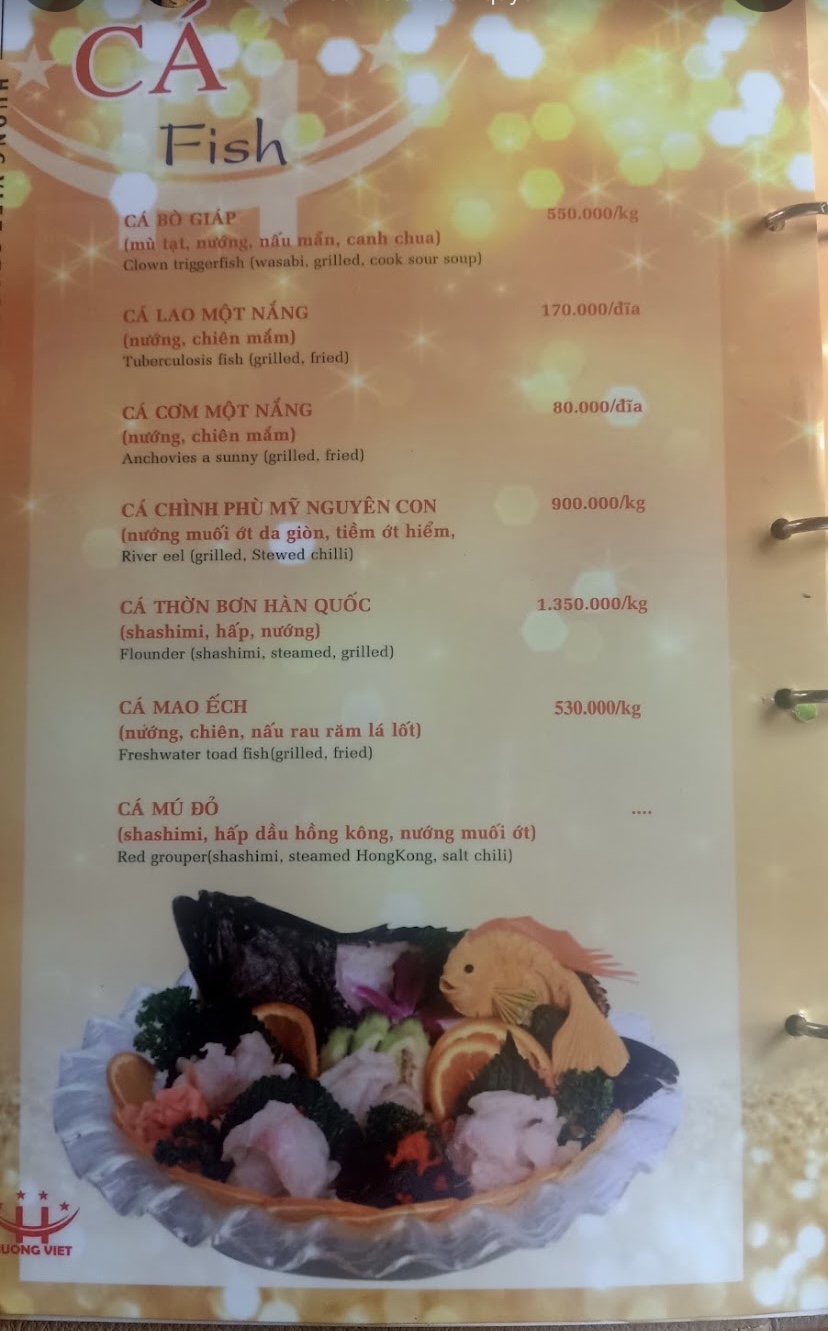 CÁ
Fish
CÁ BÒ GIÁP 550.000/kg
(mù tạt, nướng, nấu mẳn, canh chua)
Clown triggerfish (wasabi, grilled, cook sour soup)
CÁ LAO MỘT NẮNG 170.000/đĩa
(nướng, chiên mắm)
Tuberculosis fish (grilled, fried)
CÁ CƠM MỘT NẮNG 80.000/đĩa
(nướng, chiên mắm)
Anchovies a sunny (grilled, fried)
CÁ CHÌNH PHÙ MỸ NGUYÊN CON 900.000/kg
(nướng muối ớt da giòn, tiềm ớt hiểm,
River eel (grilled, Stewed chilli)
CÁ THỜN BƠN HÀN QUỐC 1.350.000/kg
(shashimi, hấp, nướng)
Flounder (shashimi, steamed, grilled)
CÁ MAO ẾCH 530.000/kg
(nướng, chiên, nấu rau răm lá lốt)
Freshwater toad fish(grilled, fried)
CÁ MÚ ĐỎ ....
(shashimi, hấp dầu hồng kông, nướng muối ớt)
Red grouper(shashimi, steamed HongKong, salt chili)
H
UONG VIET